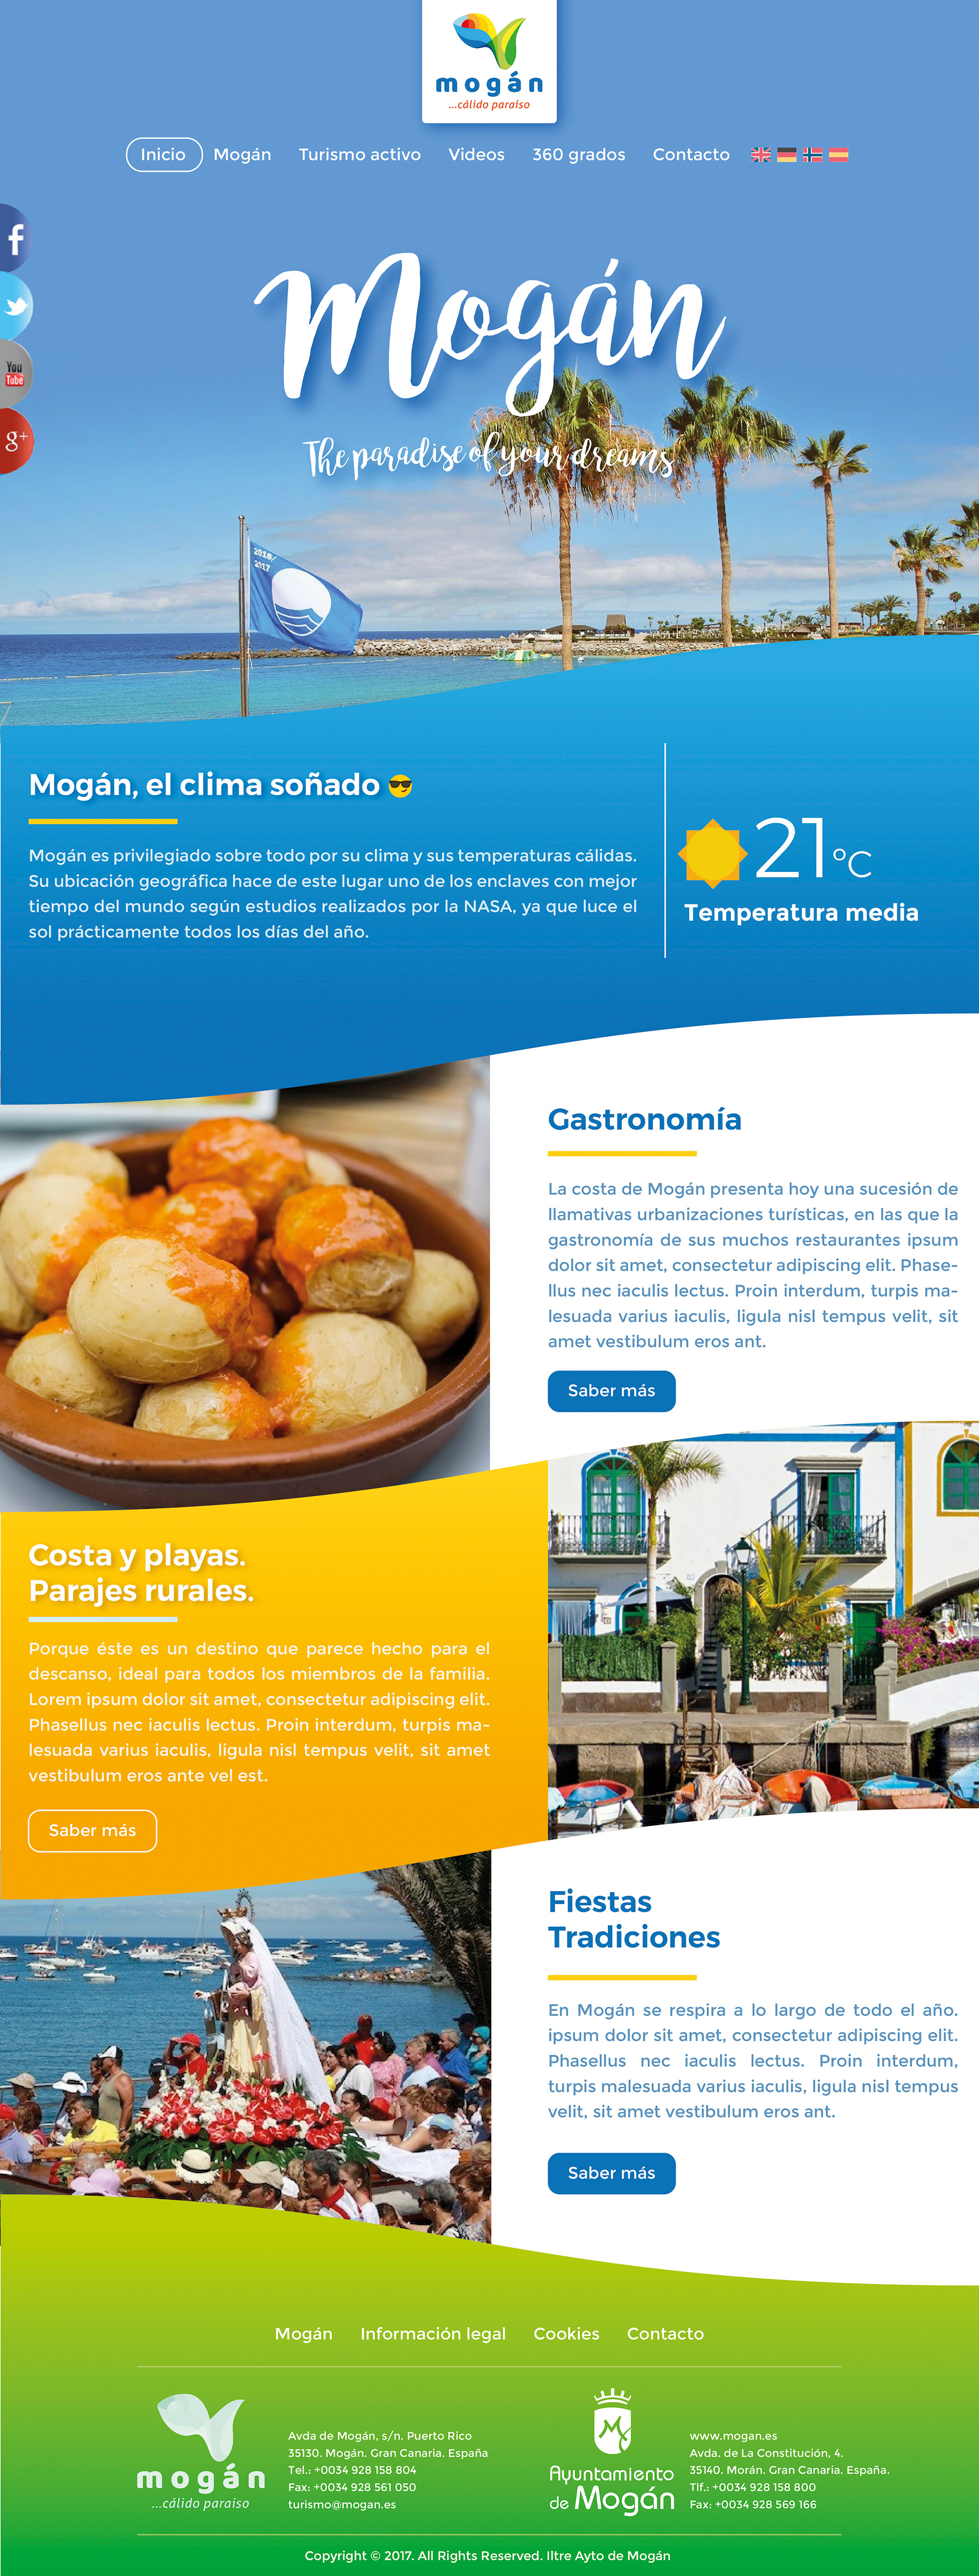 mogán
...cálido paraíso
Inicio Mogán Turismo activo Videos 360 grados Contacto
f
You
Tube
g+
Mogán
The paradise of your dreams
2016/
2017
Mogán, el clima soñado
Mogán es privilegiado sobre todo por su clima y sus temperaturas cálidas.
Su ubicación geográfica hace de este lugar uno de los enclaves con mejor
tiempo del mundo según estudios realizados por la NASA, ya que luce el
sol prácticamente todos los días del año.
21°C
Temperatura media
Gastronomía
La costa de Mogán presenta hoy una sucesión de
llamativas urbanizaciones turísticas, en las que la
gastronomía de sus muchos restaurantes ipsum
dolor sit amet, consectetur adipiscing elit. Phase-
llus nec iaculis lectus. Proin interdum, turpis ma-
lesuada varius iaculis, ligula nisl tempus velit, sit
amet vestibulum eros ant.
Saber más
Costa y playas.
Parajes rurales.
Porque éste es un destino que parece hecho para el
descanso, ideal para todos los miembros de la familia.
Lorem ipsum dolor sit amet, consectetur adipiscing elit.
Phasellus nec iaculis lectus. Proin interdum, turpis ma-
lesuada varius iaculis, ligula nisl tempus velit, sit amet
vestibulum eros ante vel est.
Saber más
Fiestas
Tradiciones
En Mogán se respira a lo largo de todo el año.
ipsum dolor sit amet, consectetur adipiscing elit.
Phasellus nec iaculis lectus. Proin interdum,
turpis malesuada varius iaculis, ligula nisl tempus
velit, sit amet vestibulum eros ant.
Saber más
Mogán Información legal Cookies Contacto
mogán
...cálido paraíso
Avda de Mogán, s/n. Puerto Rico
35130. Mogán. Gran Canaria. España
Tel.: +0034 928 158 804
Fax: +0034 928 561 050
turismo@mogan.es
M
Ayuntamiento
de Mogán
www.mogan.es
Avda. de La Constitución, 4.
35140. Morán. Gran Canaria. España.
Tlf.: +0034 928 158 800
Fax: +0034 928 569 166
Copyright © 2017. All Rights Reserved. Iltre Ayto de Mogán